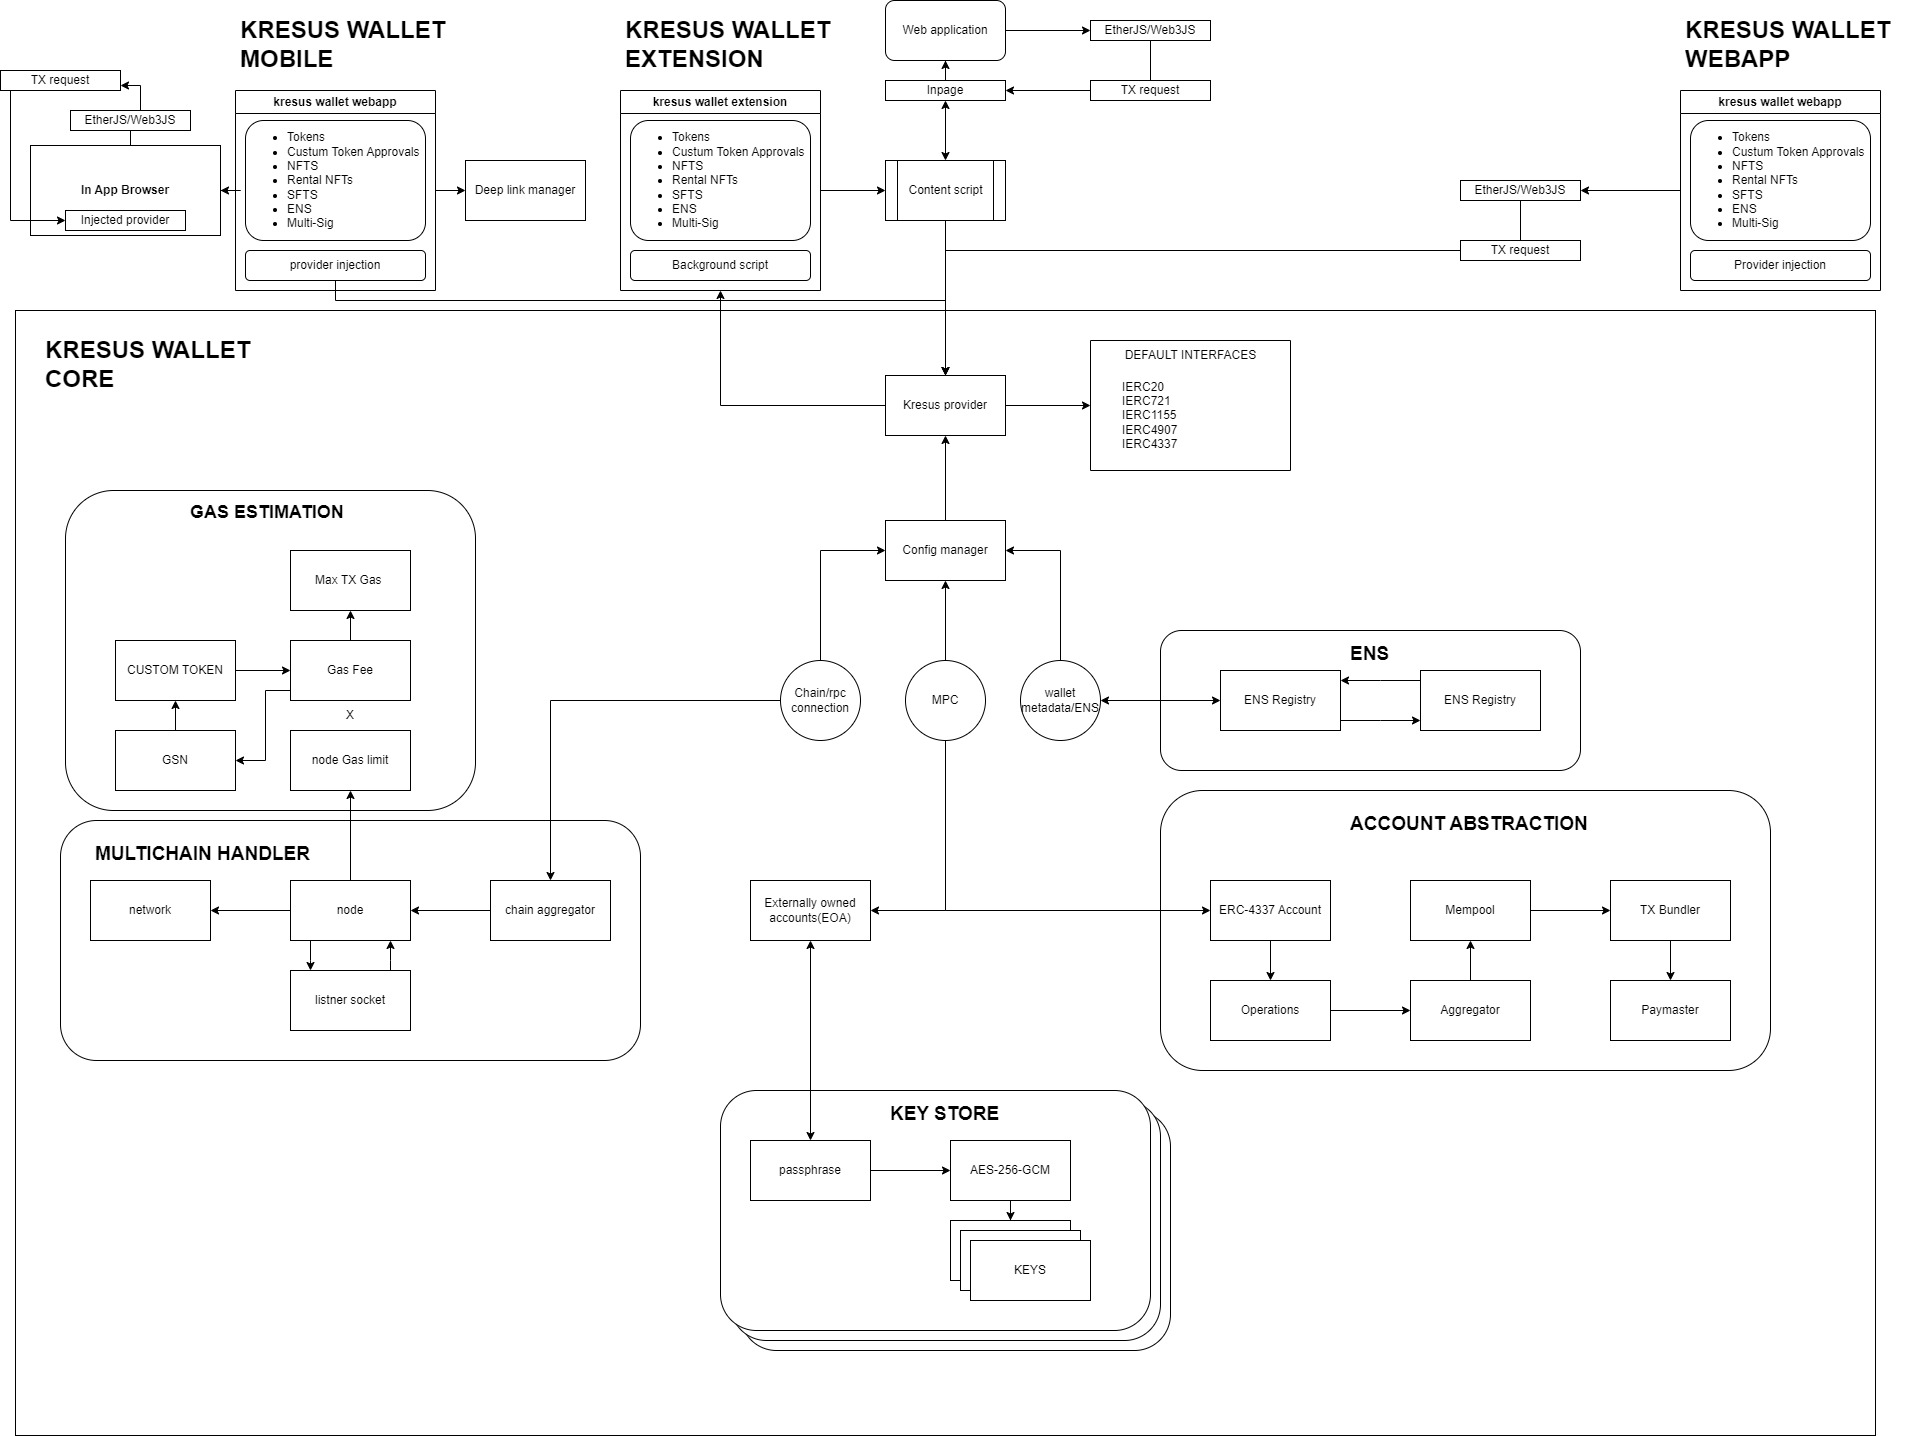 KRESUS WALLET
MOBILE
TX request
EtherJS/Web3JS
In App Browser
Injected provider
kresus wallet webapp
Tokens
Custum Token Approvals
NFTS
Rental NFTs
SFTS
ENS
Multi-Sig
provider injection
Deep link manager
KRESUS WALLET
EXTENSION
kresus wallet extension
Tokens
Custum Token Approvals
NFTS
Rental NFTs
SFTS
ENS
Multi-Sig
Background script
Web application
EtherJS/Web3JS
Inpage
TX request
Content script
KRESUS WALLET
WEBAPP
kresus wallet webapp
Tokens
Custum Token Approvals
NFTS
Rental NFTs
SFTS
ENS
Multi-Sig
Provider injection
EtherJS/Web3JS
TX request
KRESUS WALLET
CORE
Kresus provider
DEFAULT INTERFACES
IERC20
IERC721
IERC1155
IERC4907
IERC4337
Config manager
GAS ESTIMATION
Max TX Gas
CUSTOM TOKEN
Gas Fee
X
GSN
node Gas limit
Chain/rpc
connection
MPC
wallet
metadata/ENS
ENS
ENS Registry
ENS Registry
MULTICHAIN HANDLER
network
node
chain aggregator
listner socket
Externally owned
accounts(EOA)
ACCOUNT ABSTRACTION
ERC-4337 Account
Mempool
TX Bundler
Operations
Aggregator
Paymaster
KEY STORE
passphrase
AES-256-GCM
KEYS